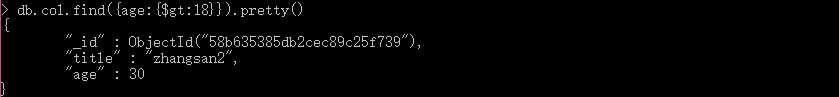 > db.col.find({age:{$gt:18}}).pretty()
{
        "_id" : ObjectId("58b635385db2cec89c25f739"),
        "title" : "zhangsan2",
        "age" : 30
}